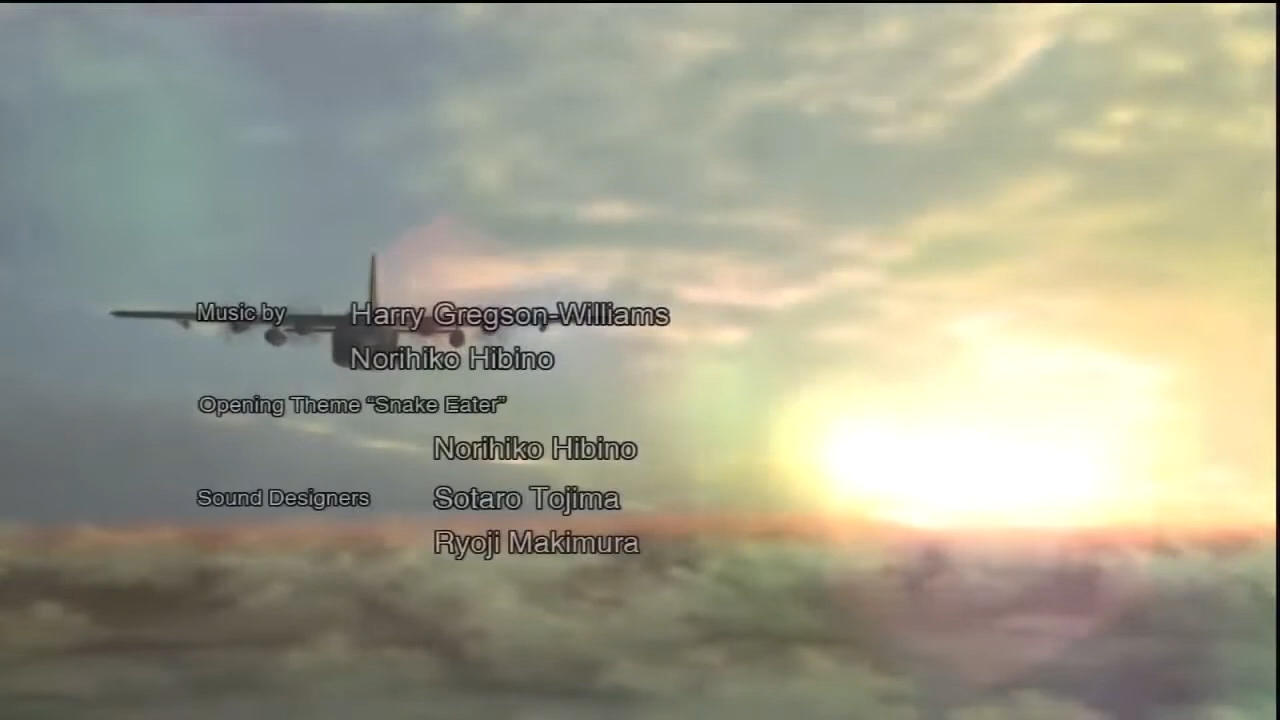 Music by Harry Gregson-Williams
Norihiko Hibino
Opening Theme “Snake Eater”
Norihiko Hibino
Sound Designers Sotaro Tojima
Ryoji Makimura